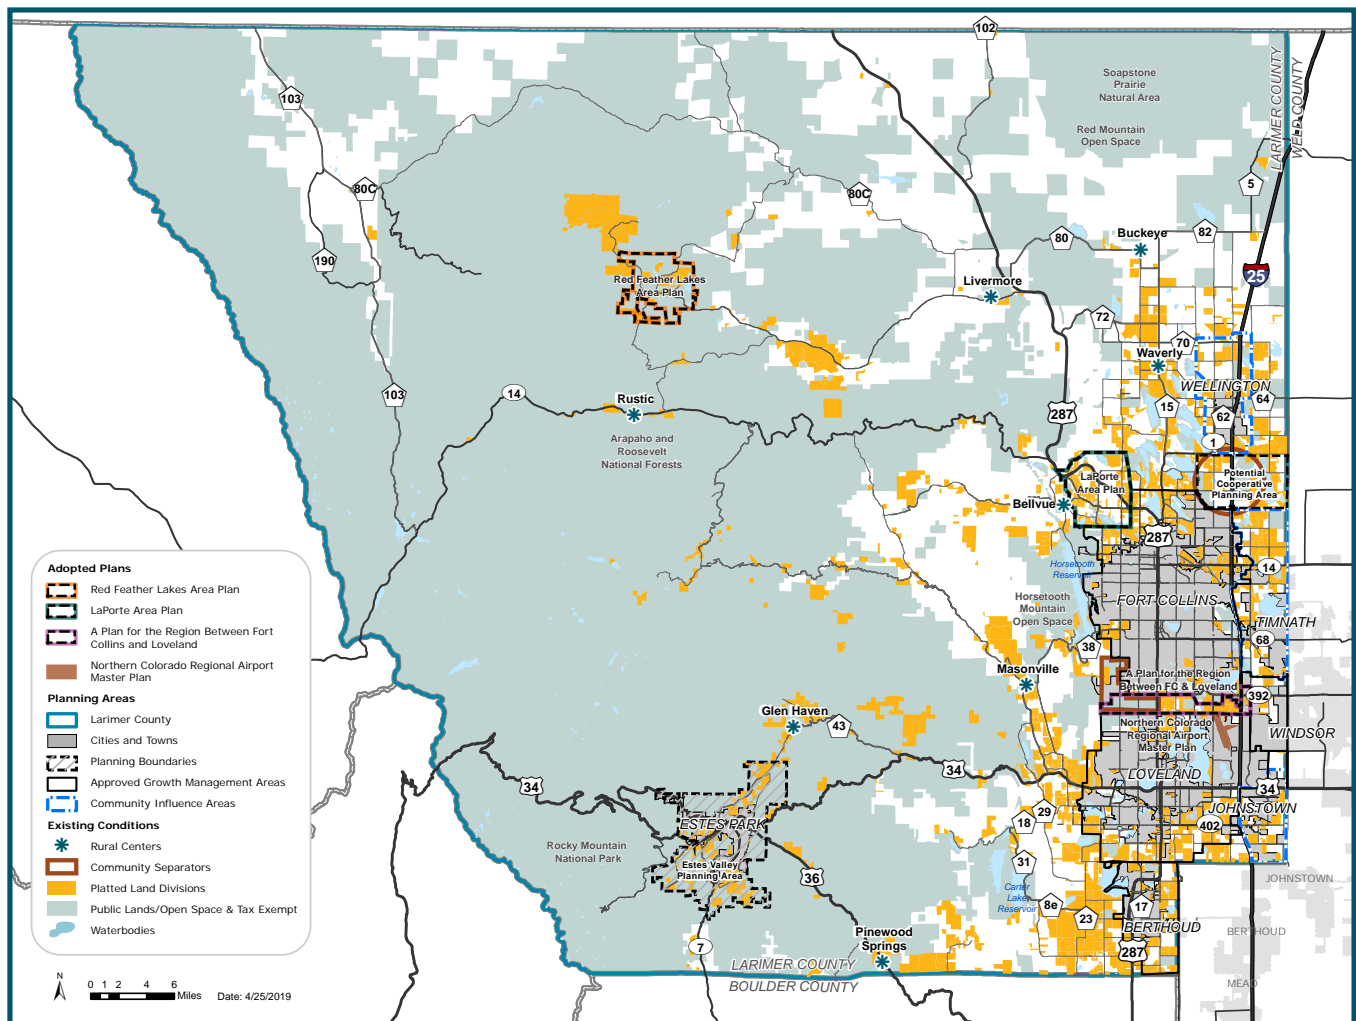 102
LARIMER COUNTY
WELD COUNTY
Soapstone
Prairie
Natural Area
103
Red Mountain
Open Space
5
80C
80C
82
Buckeye
80
190
25
Livermore
Red Feather Lakes
Area Plan
72
70
Waverly
WELLINGTON
103
14
Rustic
64
15
62
287
1
Arapaho and
Roosevelt
National Forests
LaPorte
Area Plan
Potential
Cooperative
Planning Area
Bellvue
287
Horsetooth
Reservoir
14
Horsetooth
Mountain
Open Space
FORT COLLINS
TIMNATH
68
38
Masonville
A Plan for the Region
Between FC & Loveland
392
Glen Haven
43
Northern Colorado
Regional Airport
Master Plan
WINDSOR
34
LOVELAND
34
34
JOHNSTOWN
29
18
402
ESTES PARK
Rocky Mountain
National Park
31
Estes Valley
Planning Area
36
Carter
Lake
Reservoir
JOHNSTOWN
8e
23
17
BERTHOUD
BERTHOUD
Pinewood
Springs
7
287
LARIMER COUNTY
BOULDER COUNTY
MEAD
Adopted Plans
Red Feather Lakes Area Plan
LaPorte Area Plan
A Plan for the Region Between Fort
Collins and Loveland
Northern Colorado Regional Airport
Master Plan
Planning Areas
Larimer County
Cities and Towns
Planning Boundaries
Approved Growth Management Areas
Community Influence Areas
Existing Conditions
Rural Centers
Community Separators
Platted Land Divisions
Public Lands/Open Space & Tax Exempt
Waterbodies
N
0 1 2 4 6
Miles
Date: 4/25/2019